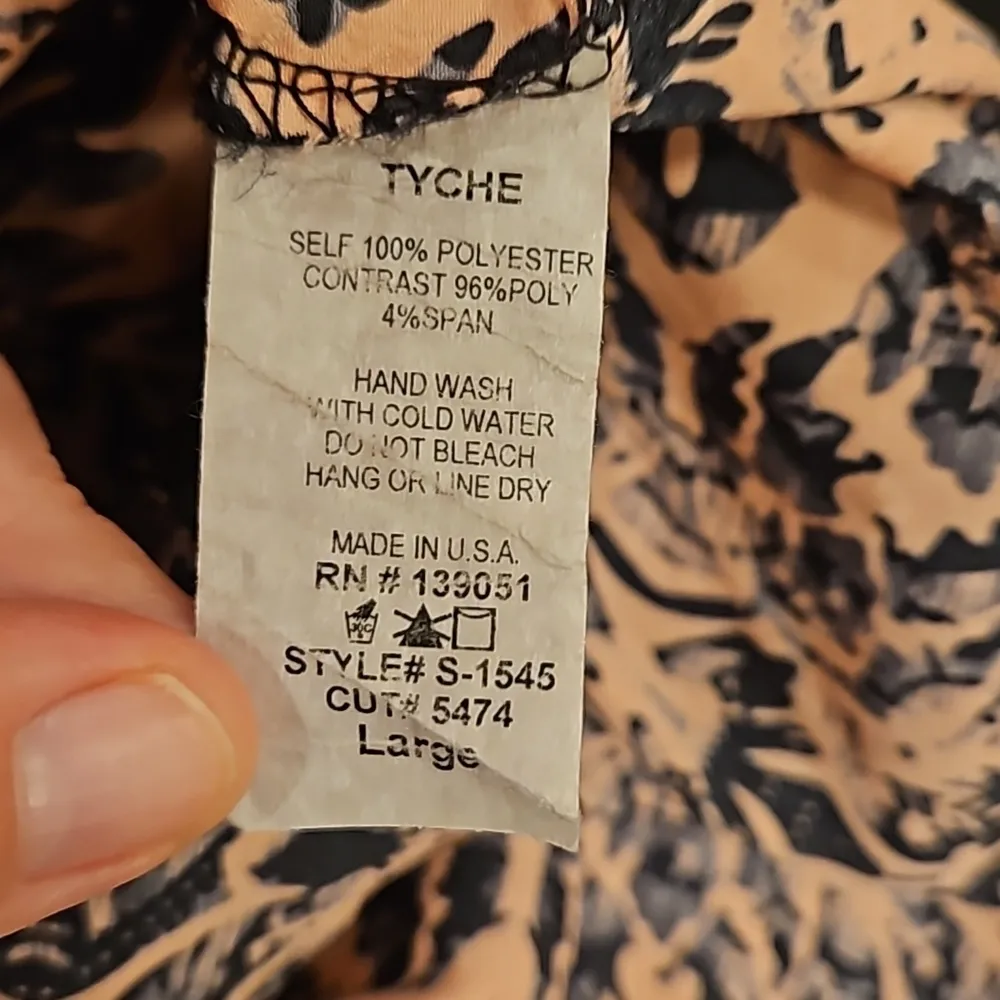 TYCHE
SELF 100% POLYESTER
CONTRAST 96%POLY
4%SPAN
HAND WASH
WITH COLD WATER
DO NOT BLEACH
HANG OR LINE DRY
MADE IN U.S.A.
RN # 139051
30C
STYLE# S-1545
CUT# 5474
Large